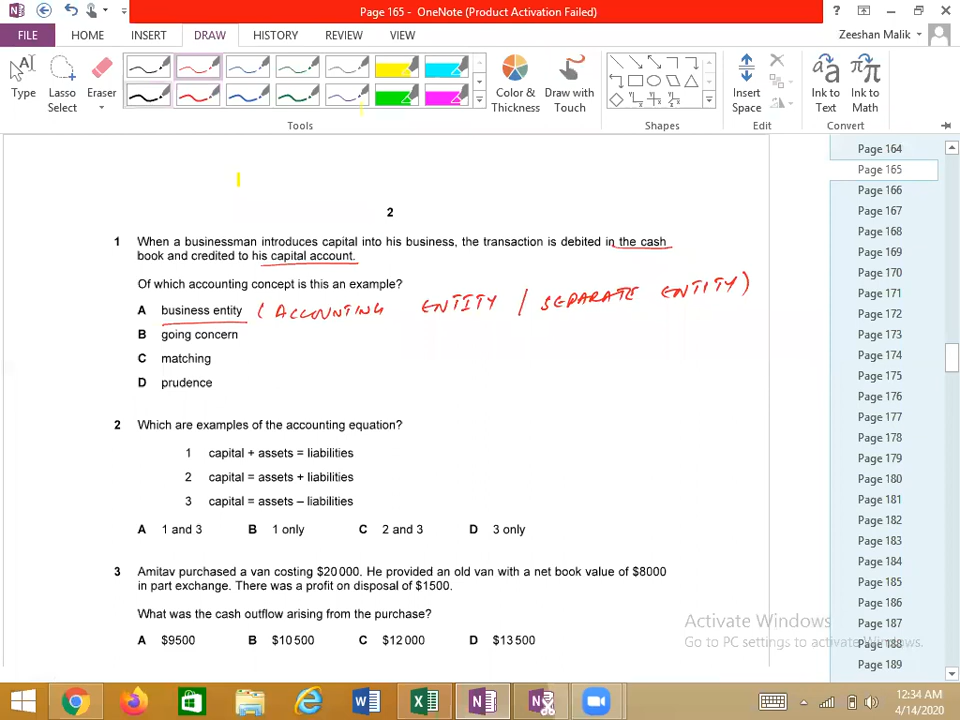 Page 165 - OneNote (Product Activation Failed)
FILE HOME INSERT DRAW HISTORY REVIEW VIEW Zeeshan Malik
Type Lasso Select Eraser Color & Thickness Draw with Touch Insert Space Ink to Text Ink to Math
Tools Shapes Edit Convert
2
1 When a businessman introduces capital into his business, the transaction is debited in the cash
book and credited to his capital account.
Of which accounting concept is this an example?
A business entity (ACCOUNTING ENTITY / SEPARATE ENTITY)
B going concern
C matching
D prudence
2 Which are examples of the accounting equation?
1 capital + assets = liabilities
2 capital = assets + liabilities
3 capital = assets – liabilities
A 1 and 3 B 1 only C 2 and 3 D 3 only
3 Amitav purchased a van costing $20 000. He provided an old van with a net book value of $8000
in part exchange. There was a profit on disposal of $1500.
What was the cash outflow arising from the purchase?
A $9500 B $10 500 C $12 000 D $13 500
Page 164
Page 165
Page 166
Page 167
Page 168
Page 169
Page 170
Page 171
Page 172
Page 173
Page 174
Page 175
Page 176
Page 177
Page 178
Page 179
Page 180
Page 181
Page 182
Page 183
Page 184
Page 185
Page 186
Page 187
Page 188
Page 189
Activate Windows
Go to PC settings to activate Windows.
12:34 AM
4/14/2020